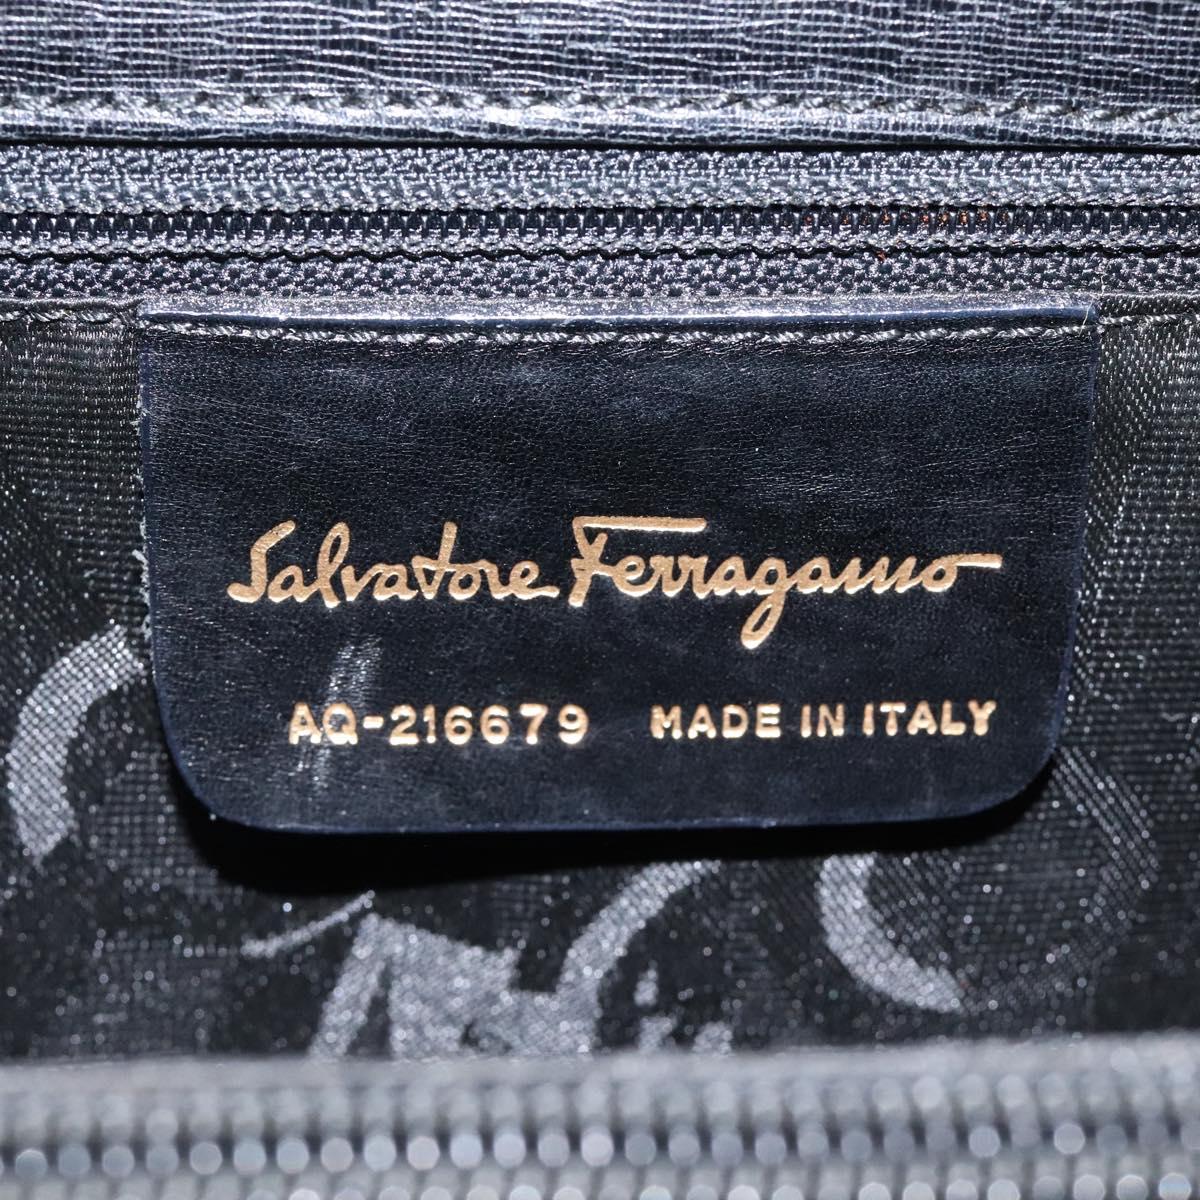 Salvatore Ferragamo
AQ-216679 MADE IN ITALY